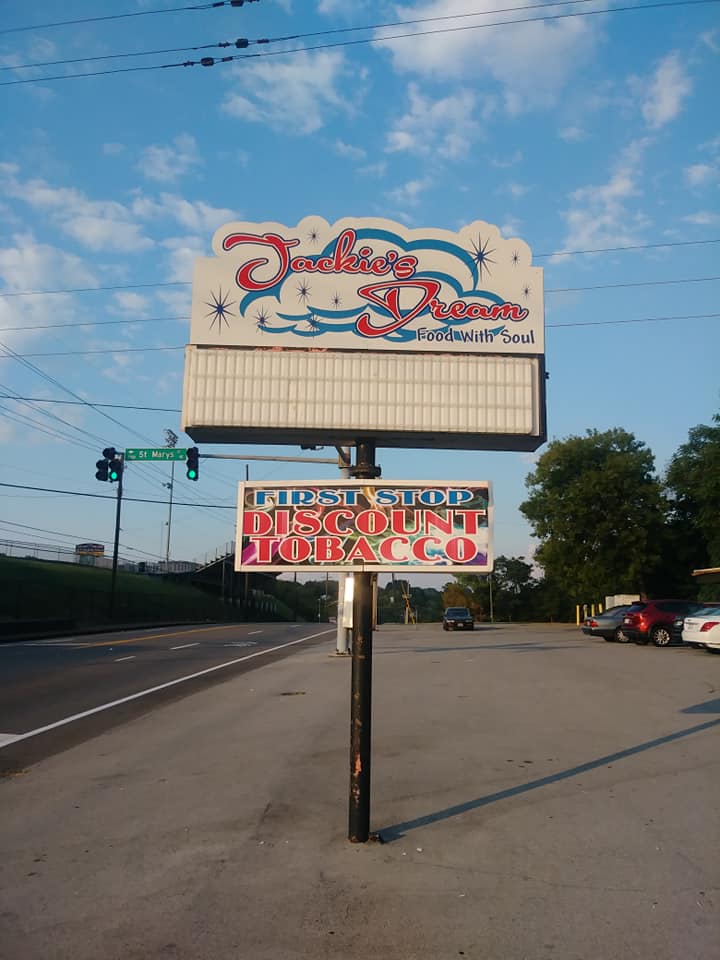 Jackie's
Dream
Food With Soul
St Marys
FIRST STOP
DISCOUNT
TOBACCO